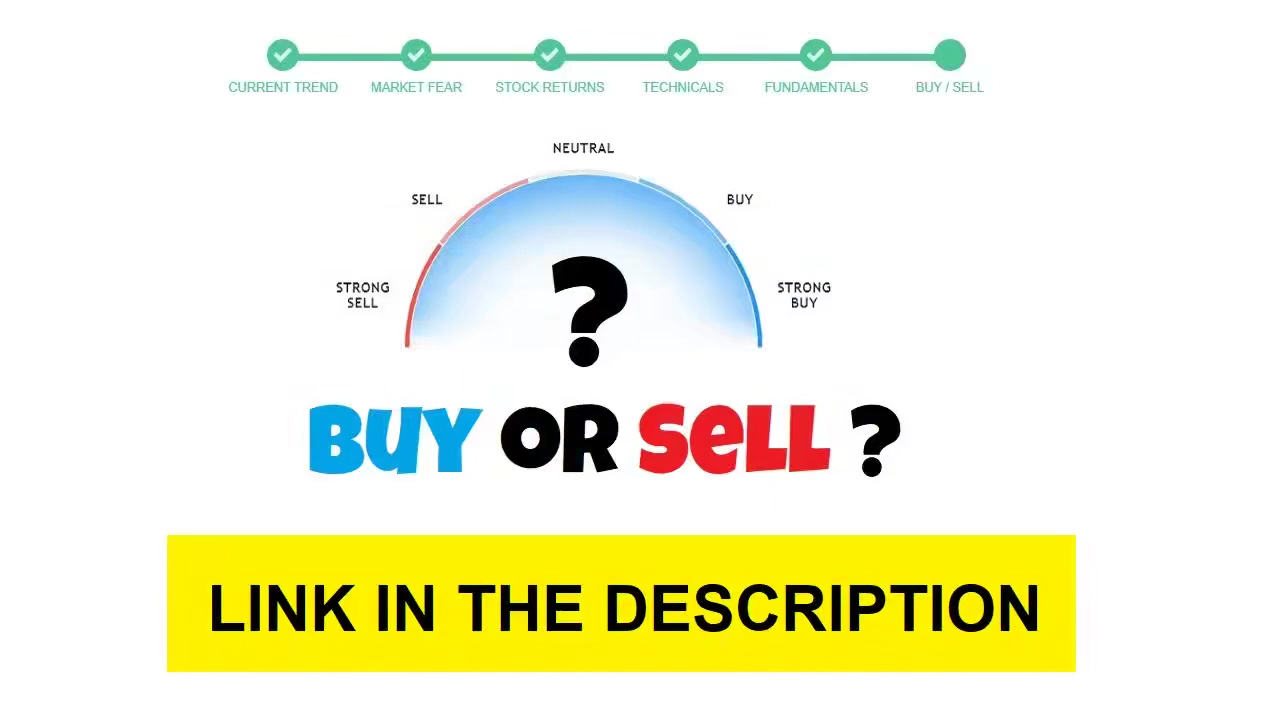 CURRENT TREND MARKET FEAR STOCK RETURNS TECHNICALS FUNDAMENTALS BUY / SELL
NEUTRAL
SELL BUY
STRONG
SELL
STRONG
BUY
?
BUY OR SELL ?
LINK IN THE DESCRIPTION